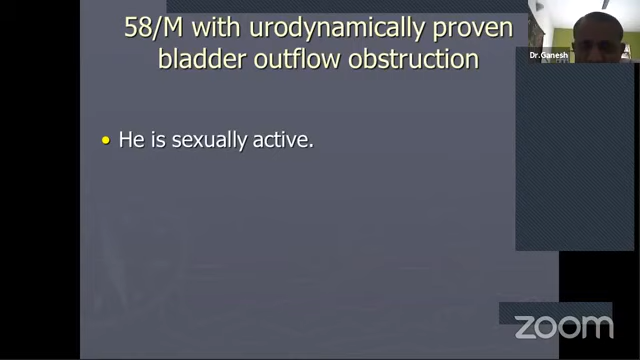 58/M with urodynamically proven
bladder outflow obstruction
Dr.Ganesh
• He is sexually active.
zoom